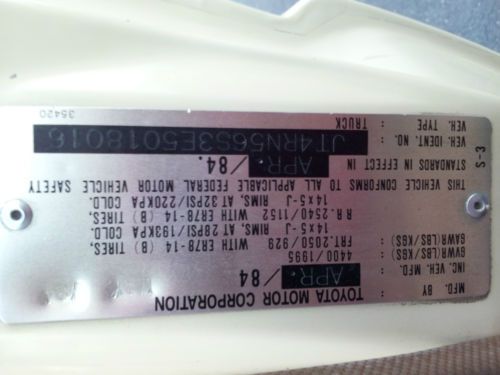 MFD. BY TOYOTA MOTOR CORPORATION
INC. VEH. MFD. : APR./84
GVWR(LBS/KGS) : 4400/1995
GAWR(LBS/KGS) : FRT. 2050/929 WITH ER78-14 (B) TIRES,
14x5-J RIMS, AT 28PSI/193KPA COLD.
RR. 2540/1152 WITH ER78-14 (B) TIRES,
14x5-J RIMS, AT 32PSI/220KPA COLD.
THIS VEHICLE CONFORMS TO ALL APPLICABLE FEDERAL MOTOR VEHICLE SAFETY
STANDARDS IN EFFECT IN APR./84.
VEH. IDENT. NO. : JT4RN56S3E5018016
VEH. TYPE : TRUCK
S-3
35420